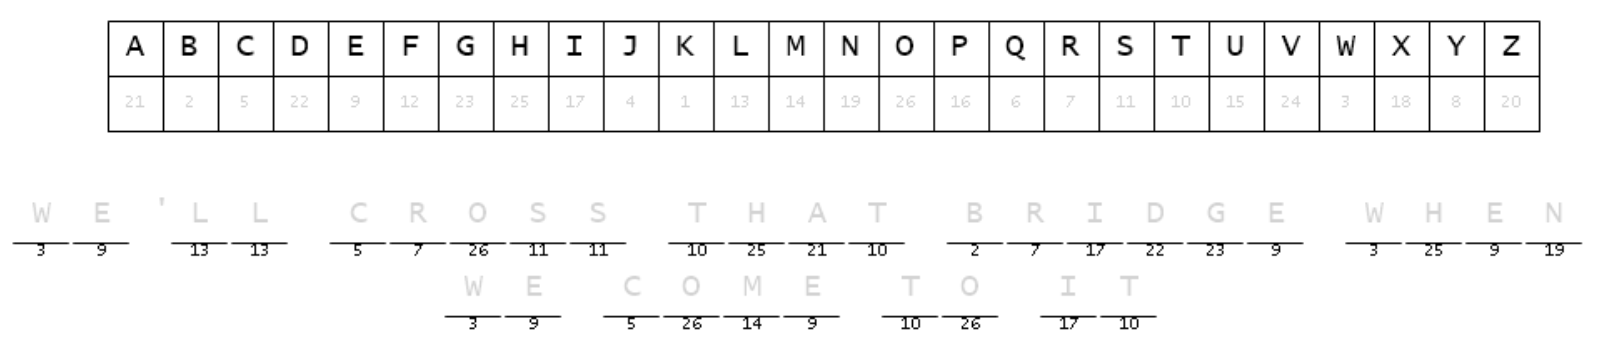 A B C D E F G H I J K L M N O P Q R S T U V W X Y Z
21 2 5 22 9 12 23 25 17 4 1 13 14 19 26 16 6 7 11 10 15 24 3 18 8 20
W E ' L L C R O S S T H A T B R I D G E W H E N
3 9 13 13 5 7 26 11 11 10 25 21 10 2 7 17 22 23 9 3 25 9 19
W E C O M E T O I T
3 9 5 26 14 9 10 26 17 10